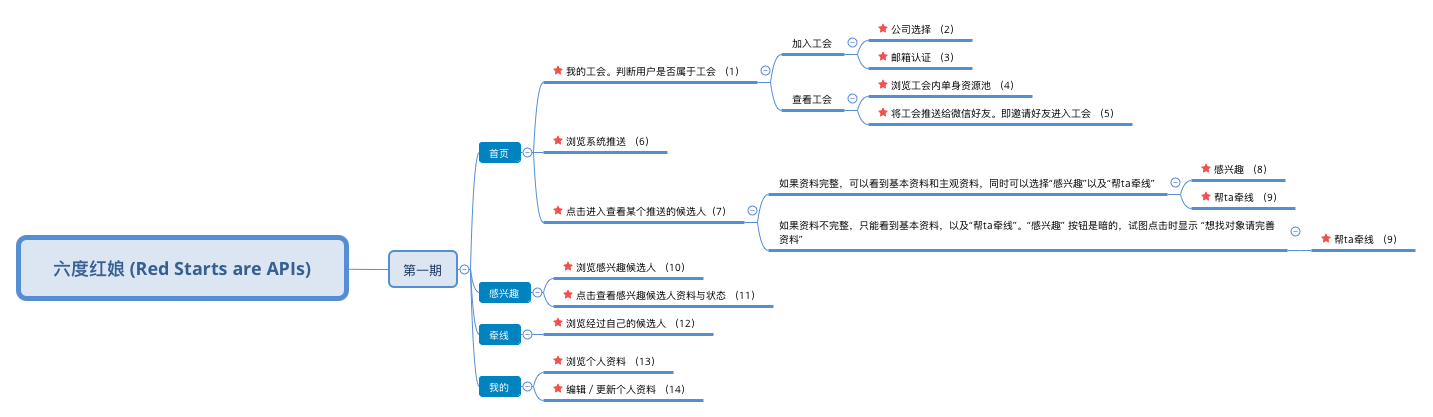 六度红娘 (Red Starts are APIs)
第一期
首页
我的工会。判断用户是否属于工会 （1）
加入工会
公司选择 （2）
邮箱认证 （3）
查看工会
浏览工会内单身资源池 （4）
将工会推送给微信好友。即邀请好友进入工会 （5）
浏览系统推送 （6）
点击进入查看某个推送的候选人（7）
如果资料完整，可以看到基本资料和主观资料，同时可以选择“感兴趣”以及“帮ta牵线”
感兴趣 （8）
帮ta牵线 （9）
如果资料不完整，只能看到基本资料，以及“帮ta牵线”。“感兴趣” 按钮是暗的，试图点击时显示 “想找对象请完善
资料”
帮ta牵线 （9）
感兴趣
浏览感兴趣候选人 （10）
点击查看感兴趣候选人资料与状态 （11）
牵线
浏览经过自己的候选人 （12）
我的
浏览个人资料 （13）
编辑 / 更新个人资料 （14）